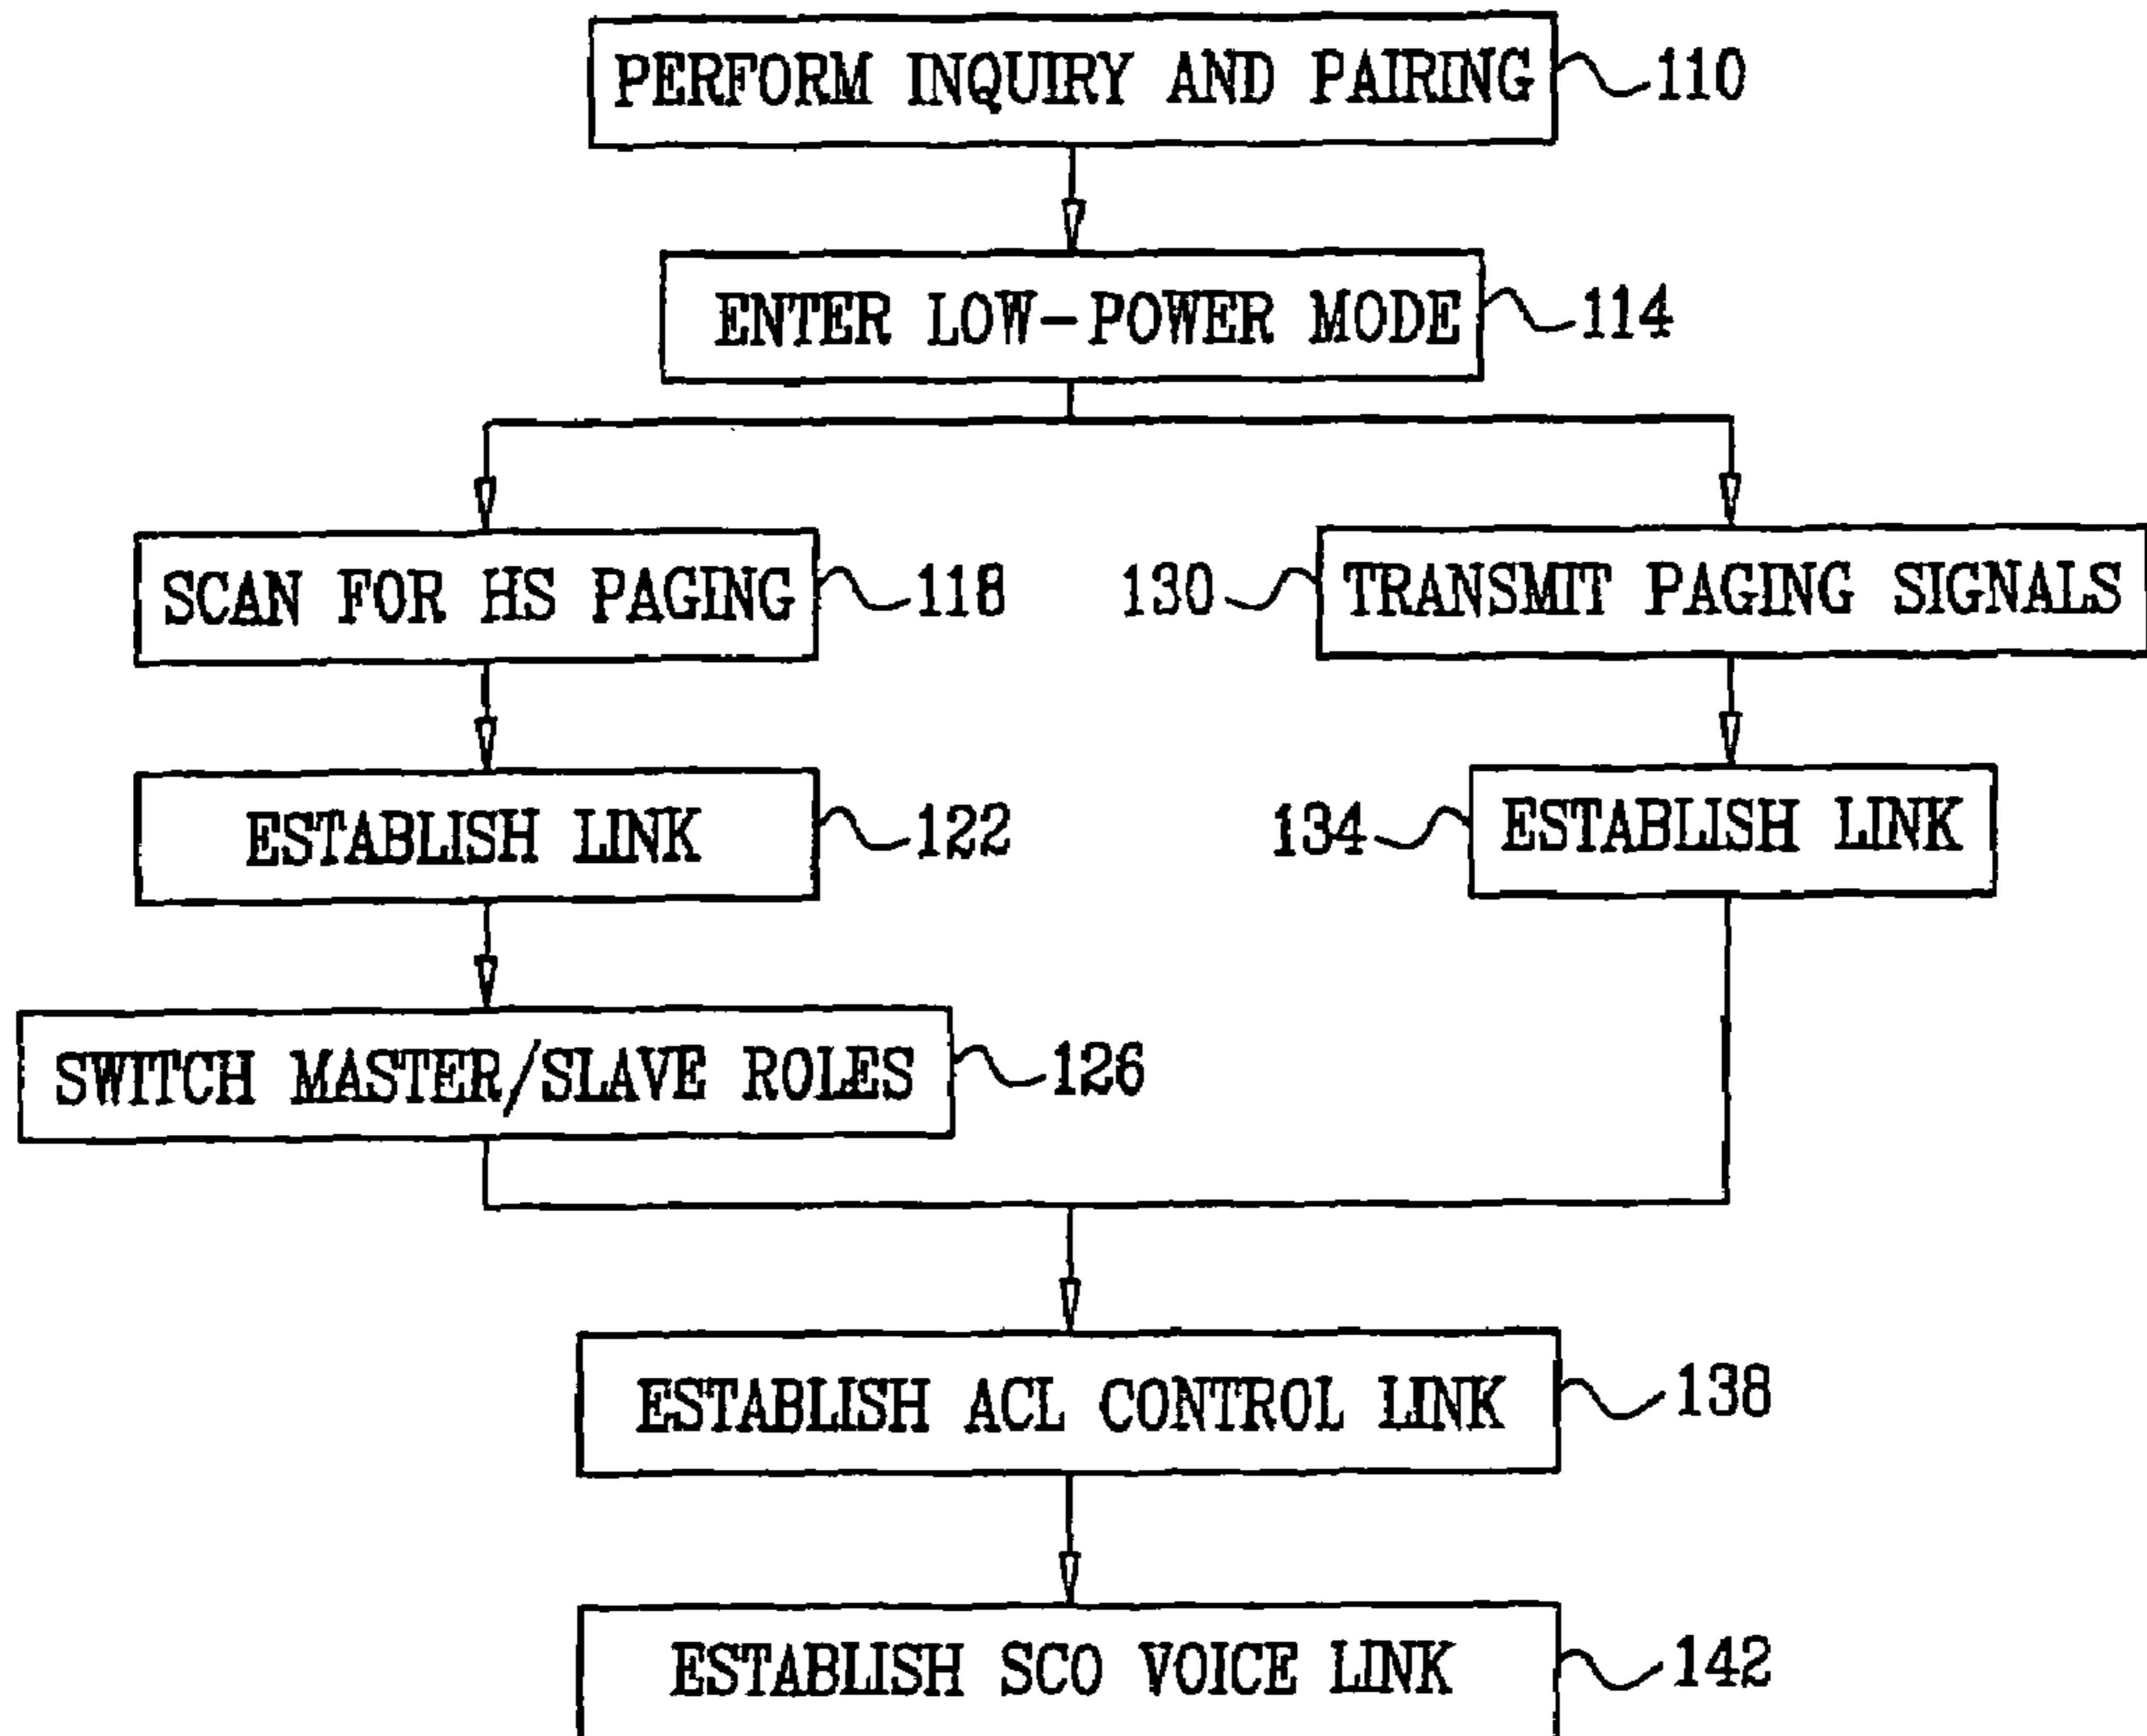 PERFORM INQUIRY AND PAIRING 110
ENTER LOW-POWER MODE 114
SCAN FOR HS PAGING 118
130 TRANSMIT PAGING SIGNALS
ESTABLISH LINK 122
134 ESTABLISH LINK
SWITCH MASTER/SLAVE ROLES 126
ESTABLISH ACL CONTROL LINK 138
ESTABLISH SCO VOICE LINK 142